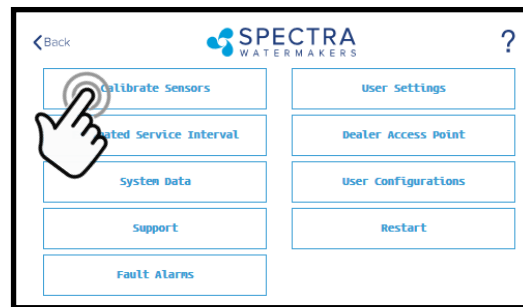 Back
SPECTRA
WATERMAKERS
?
Calibrate Sensors
User Settings
Service Interval
Dealer Access Point
System Data
User Configurations
Support
Restart
Fault Alarms